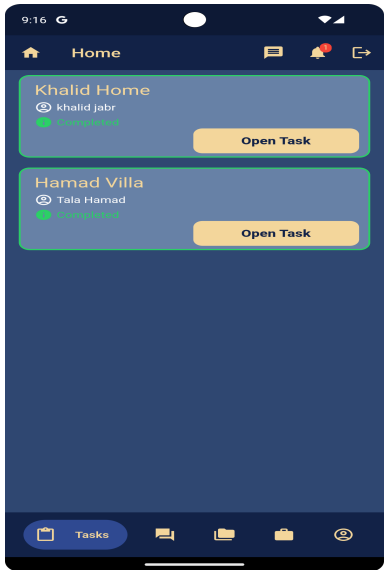 9:16 G
Home
1
Khalid Home
khalid jabr
Completed
Open Task
Hamad Villa
Tala Hamad
Completed
Open Task
Tasks